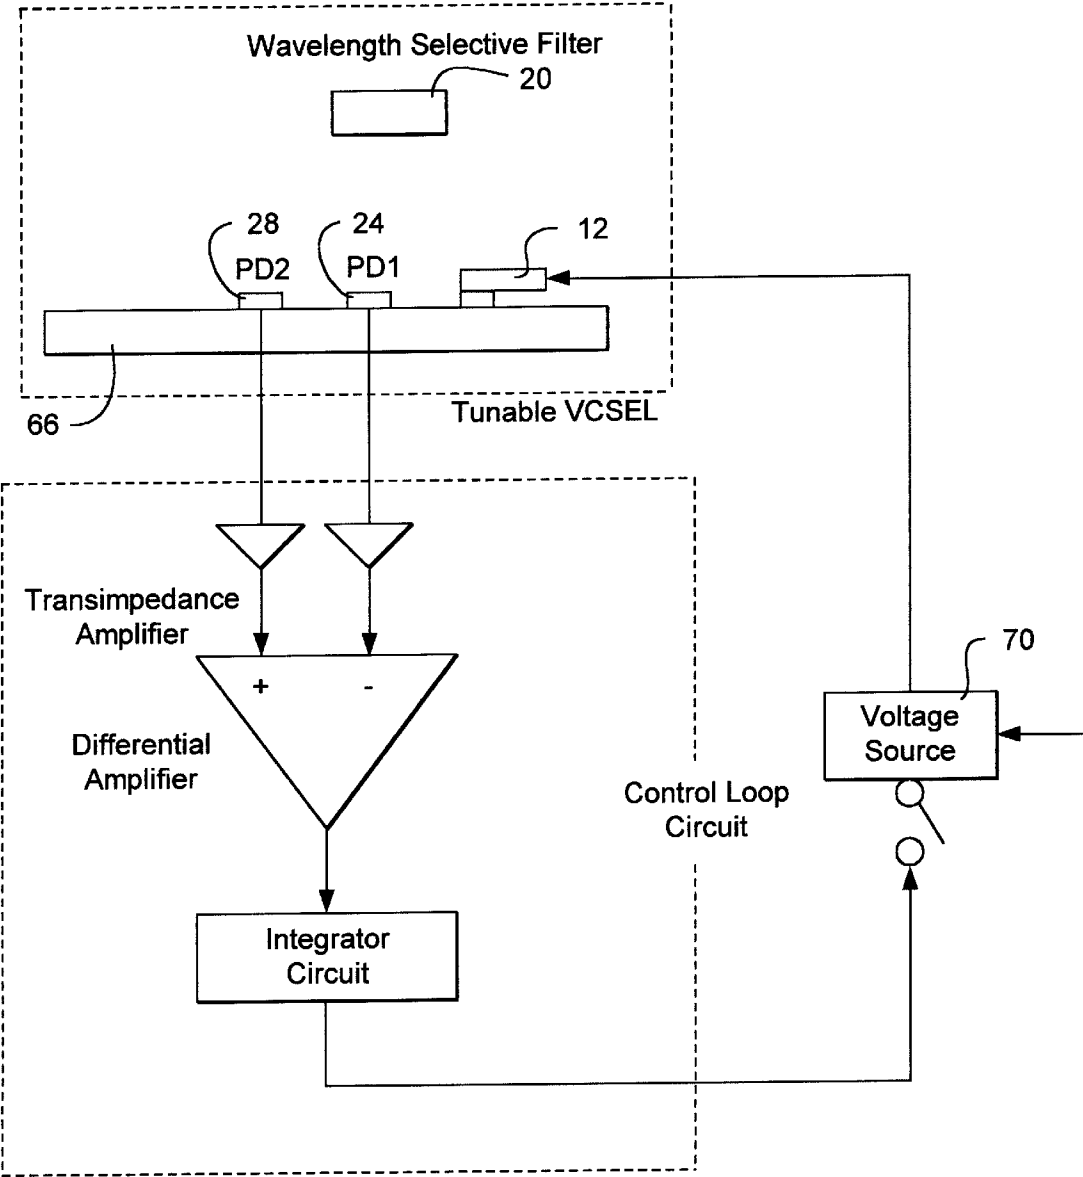 Wavelength Selective Filter
20
28
24
12
PD2
PD1
66
Tunable VCSEL
Transimpedance
Amplifier
+
-
70
Voltage
Source
Differential
Amplifier
Control Loop
Circuit
Integrator
Circuit